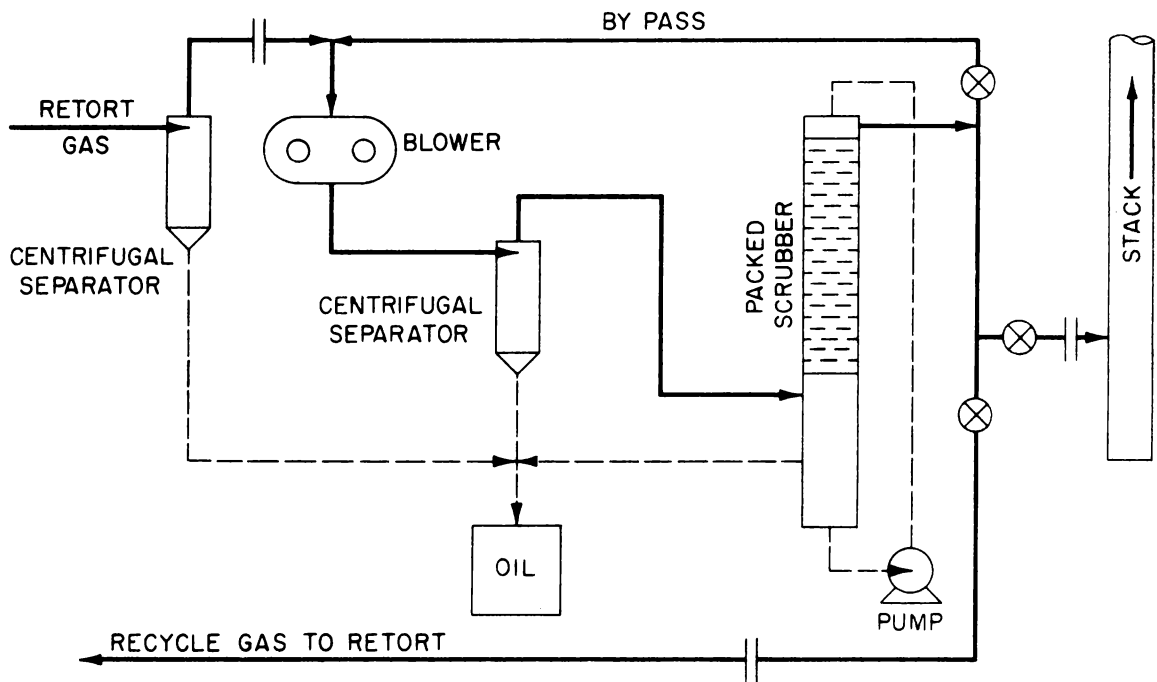 BY PASS
RETORT
GAS
BLOWER
CENTRIFUGAL
SEPARATOR
CENTRIFUGAL
SEPARATOR
PACKED
SCRUBBER
STACK
OIL
PUMP
RECYCLE GAS TO RETORT